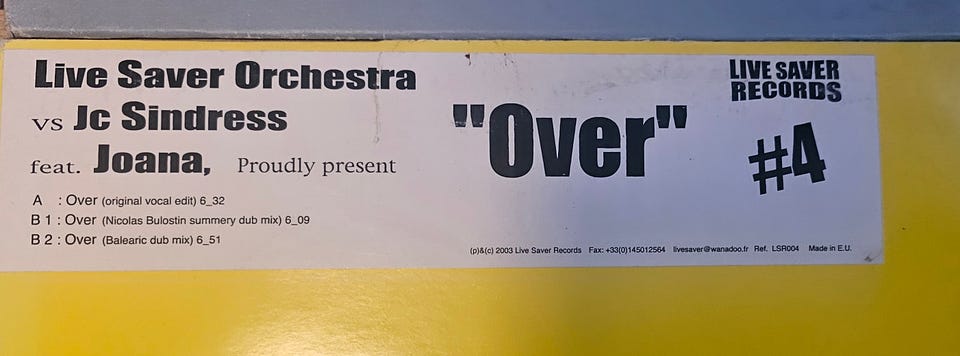 Live Saver Orchestra
vs Jc Sindress
feat. Joana, Proudly present
A : Over (original vocal edit) 6_32
B 1 : Over (Nicolas Bulostin summery dub mix) 6_09
B 2 : Over (Balearic dub mix) 6_51
"Over"
LIVE SAVER
RECORDS
#4
(p)&(c) 2003 Live Saver Records Fax: +33(0)145012564 livesaver@wanadoo.fr Ref. LSR004 Made in E.U.